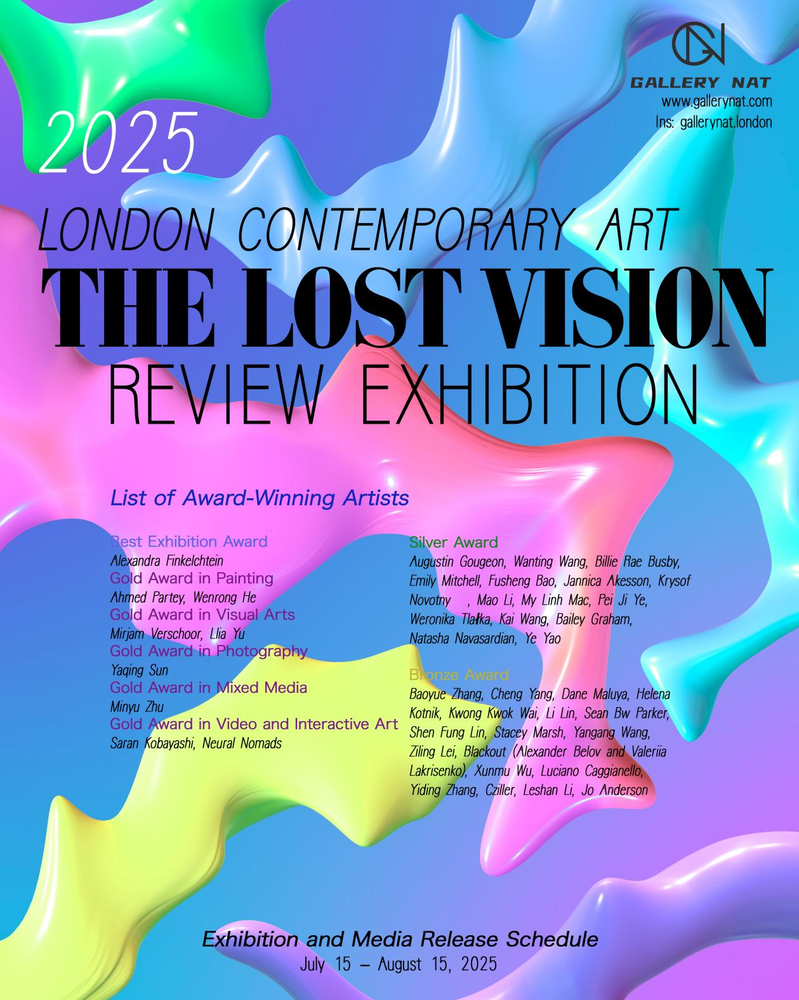 GALLERY NAT
www.gallerynat.com
Ins: gallerynat.london
2025
LONDON CONTEMPORARY ART
THE LOST VISION
REVIEW EXHIBITION
List of Award-Winning Artists
Best Exhibition Award
Alexandra Finkelchtein
Gold Award in Painting
Ahmed Partey, Wenrong He
Gold Award in Visual Arts
Mirjam Verschoor, Llia Yu
Gold Award in Photography
Yaqing Sun
Gold Award in Mixed Media
Minyu Zhu
Gold Award in Video and Interactive Art
Saran Kobayashi, Neural Nomads
Silver Award
Augustin Gougeon, Wanting Wang, Billie Rae Busby,
Emily Mitchell, Fusheng Bao, Jannica Akesson, Krysof
Novotny , Mao Li, My Linh Mac, Pei Ji Ye,
Weronika Kai Wang, Bailey Graham,
Natasha Navasardian, Ye Yao
Bronze Award
Baoyue Zhang, Cheng Yang, Dane Maluya, Helena
Kotnik, Kwong Kwok Wai, Li Lin, Sean Bw Parker,
Shen Fung Lin, Stacey Marsh, Yangang Wang,
Ziling Lei, Blackout (Alexander Belov and Valeriia
Lakrisenko), Xunmu Wu, Luciano Caggianello,
Yiding Zhang, Cziller, Leshan Li, Jo Anderson
Exhibition and Media Release Schedule
July 15 – August 15, 2025